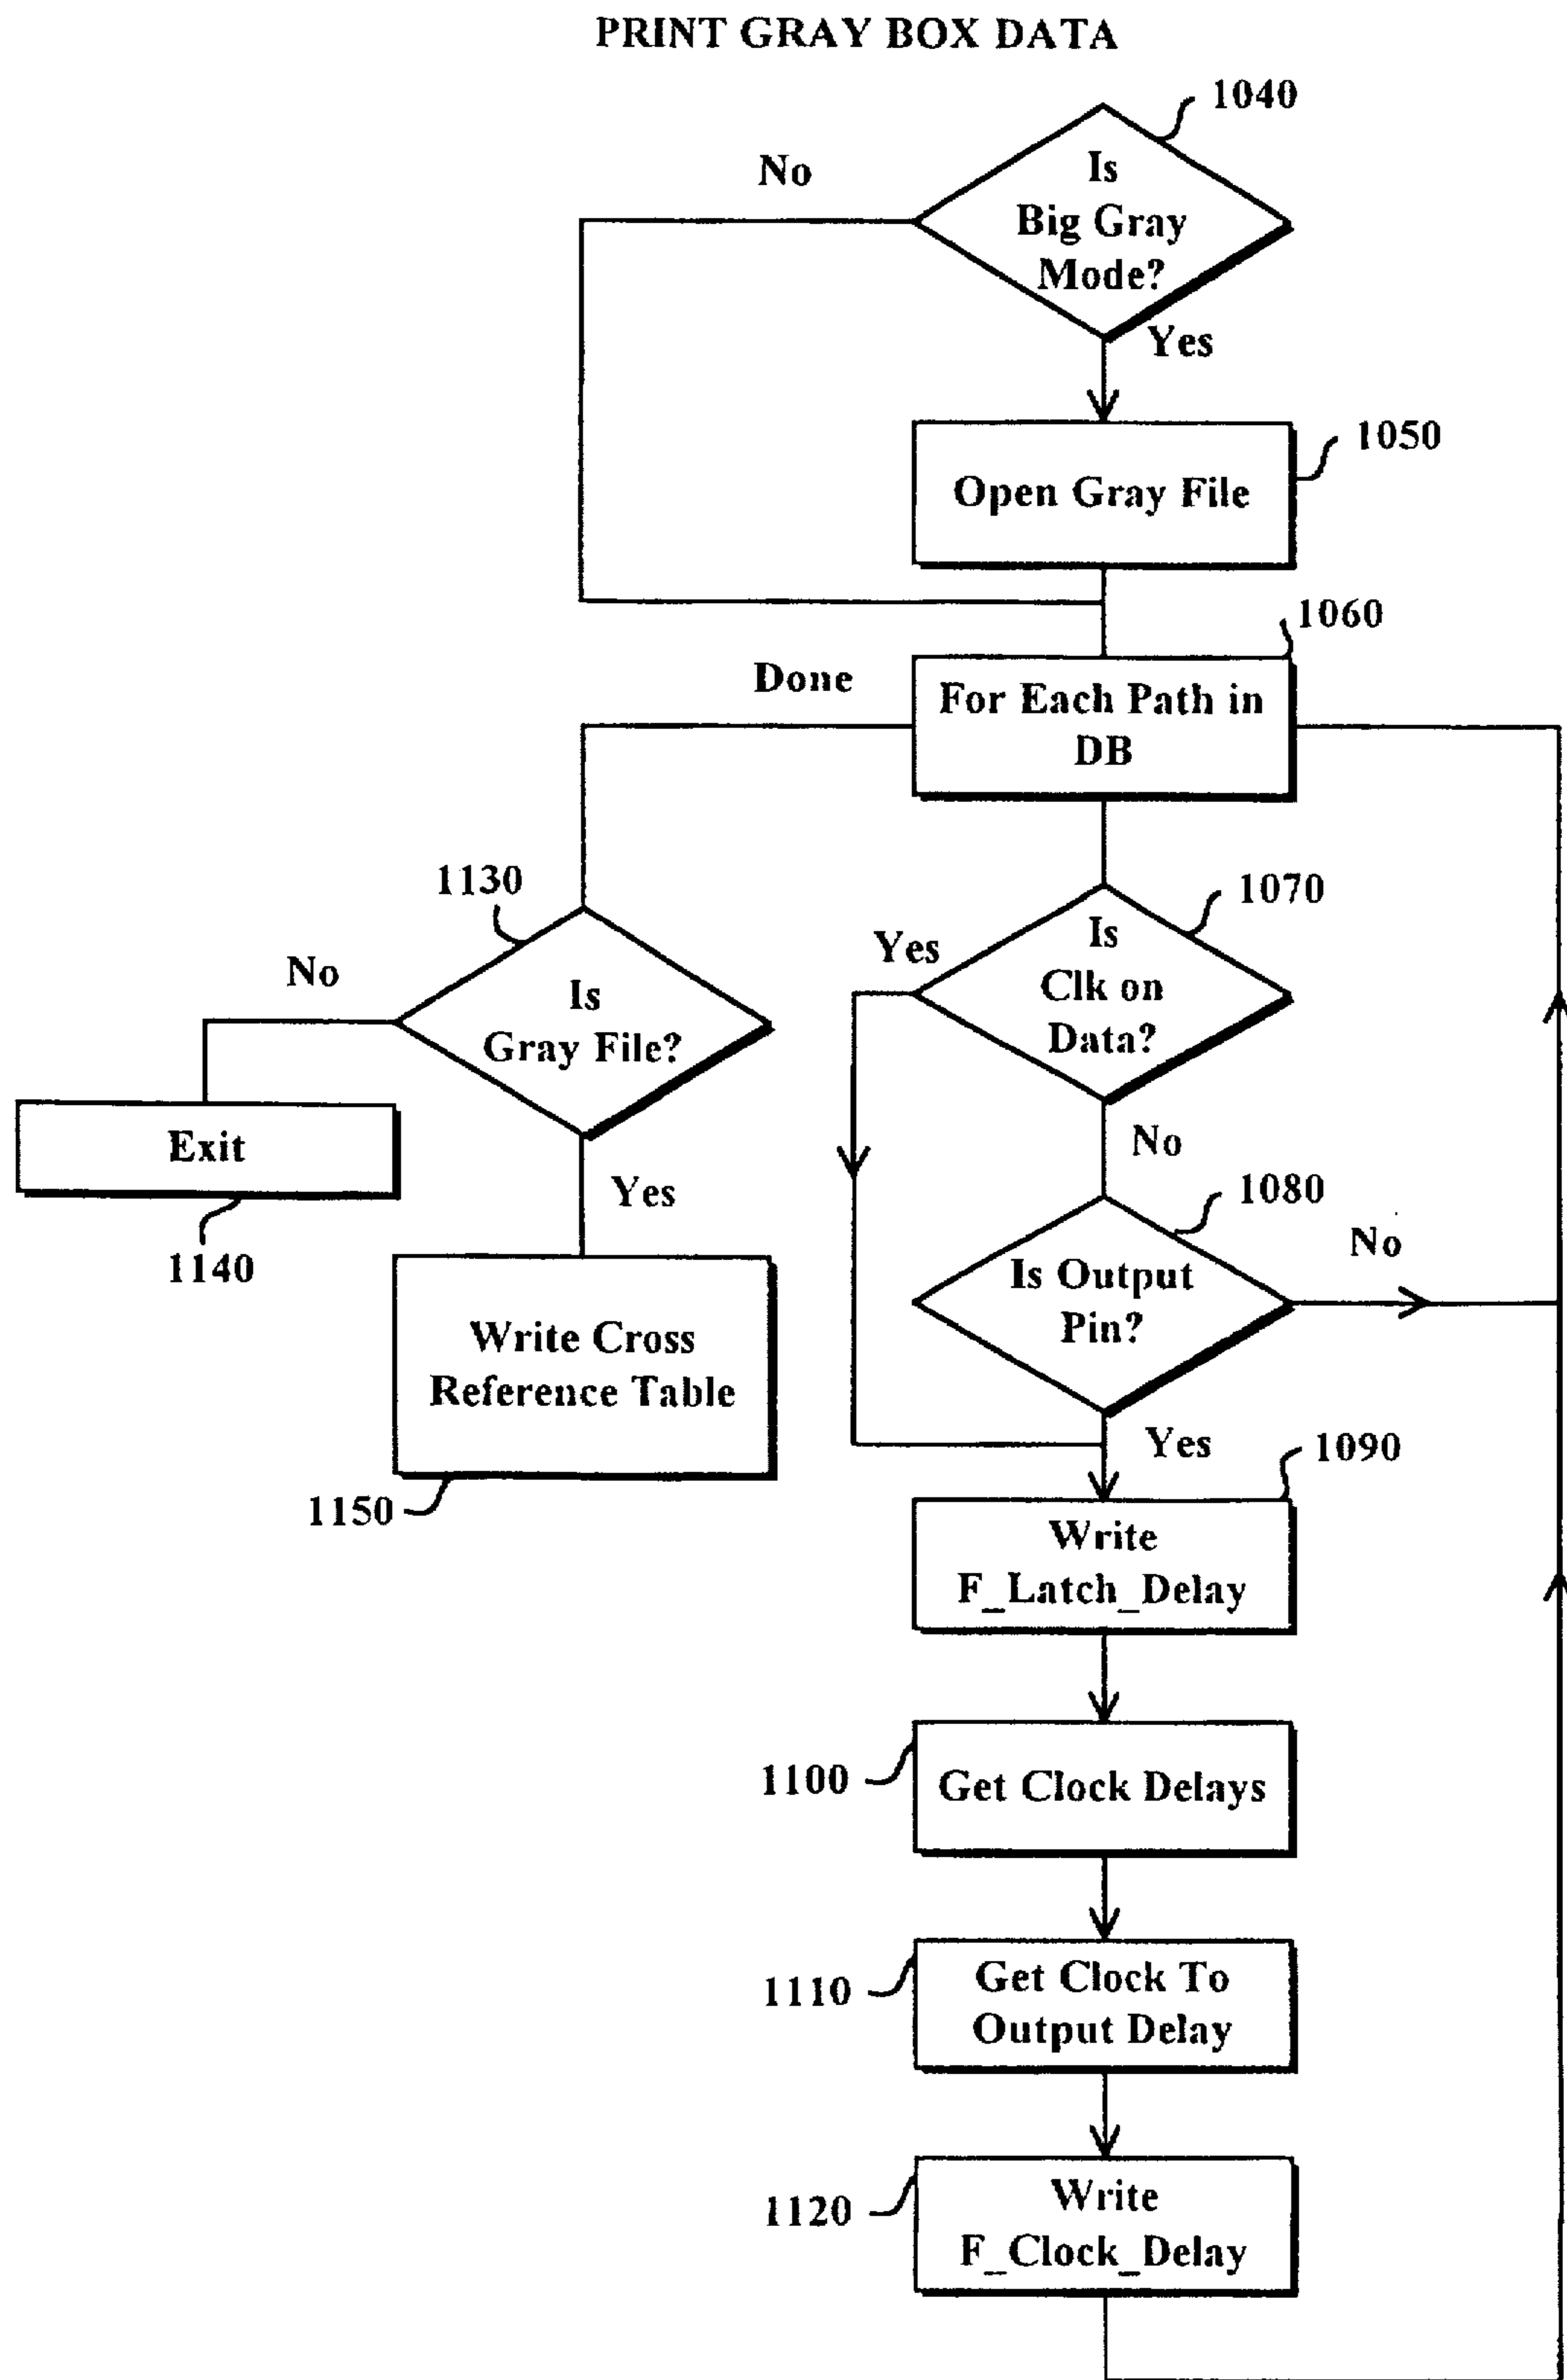 PRINT GRAY BOX DATA
1040
No
Is
Big Gray
Mode?
Yes
1050
Open Gray File
1060
Done
For Each Path in
DB
1130
1070
Yes
Is
Clk on
Data?
No
Is
Gray File?
Exit
No
1140
Yes
1080
No
Is Output
Pin?
Write Cross
Reference Table
Yes
1090
1150
Write
F_Latch_Delay
1100
Get Clock Delays
1110
Get Clock To
Output Delay
1120
Write
F_Clock_Delay